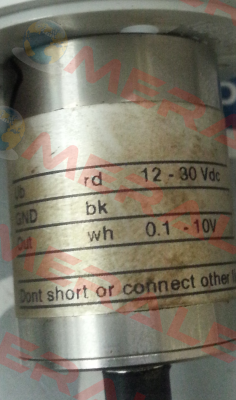 Ub rd 12 - 30 Vdc
GND bk
Out wh 0.1 - 10V
Dont short or connect other